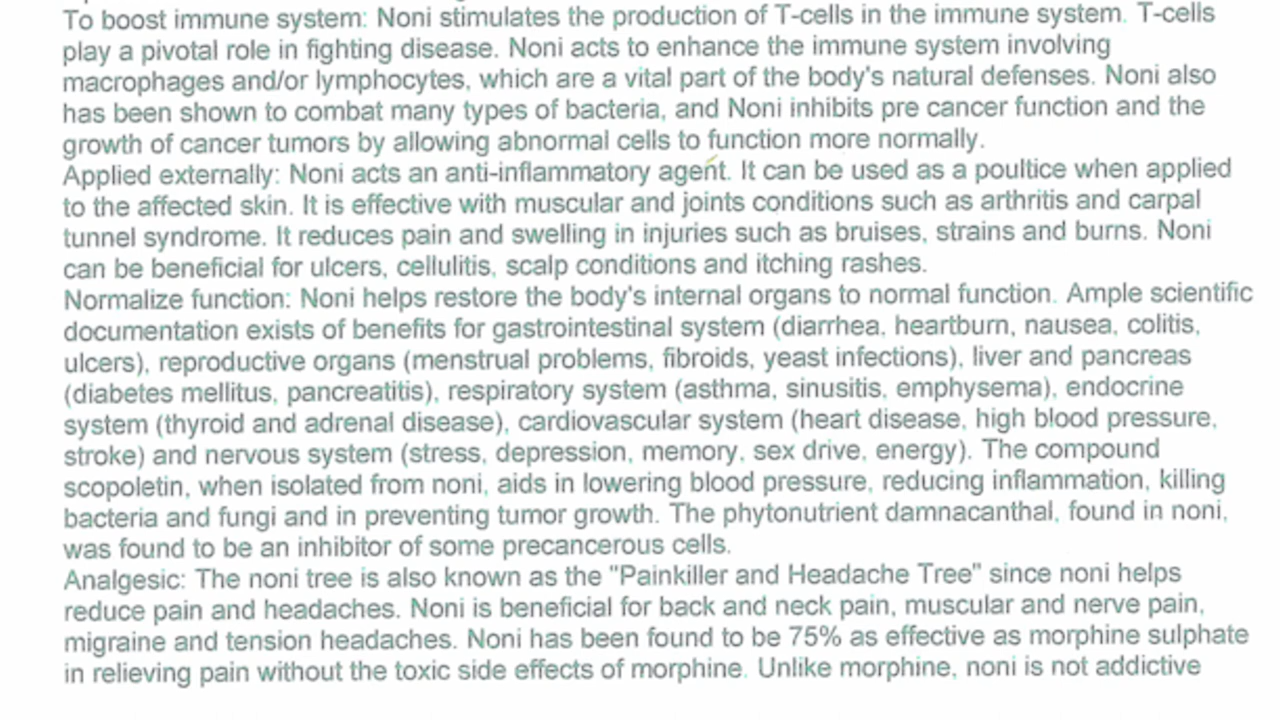 To boost immune system: Noni stimulates the production of T-cells in the immune system. T-cells
play a pivotal role in fighting disease. Noni acts to enhance the immune system involving
macrophages and/or lymphocytes, which are a vital part of the body's natural defenses. Noni also
has been shown to combat many types of bacteria, and Noni inhibits pre cancer function and the
growth of cancer tumors by allowing abnormal cells to function more normally.
Applied externally: Noni acts an anti-inflammatory agent. It can be used as a poultice when applied
to the affected skin. It is effective with muscular and joints conditions such as arthritis and carpal
tunnel syndrome. It reduces pain and swelling in injuries such as bruises, strains and burns. Noni
can be beneficial for ulcers, cellulitis, scalp conditions and itching rashes.
Normalize function: Noni helps restore the body's internal organs to normal function. Ample scientific
documentation exists of benefits for gastrointestinal system (diarrhea, heartburn, nausea, colitis,
ulcers), reproductive organs (menstrual problems, fibroids, yeast infections), liver and pancreas
(diabetes mellitus, pancreatitis), respiratory system (asthma, sinusitis, emphysema), endocrine
system (thyroid and adrenal disease), cardiovascular system (heart disease, high blood pressure,
stroke) and nervous system (stress, depression, memory, sex drive, energy). The compound
scopoletin, when isolated from noni, aids in lowering blood pressure, reducing inflammation, killing
bacteria and fungi and in preventing tumor growth. The phytonutrient damnacanthal, found in noni,
was found to be an inhibitor of some precancerous cells.
Analgesic: The noni tree is also known as the "Painkiller and Headache Tree" since noni helps
reduce pain and headaches. Noni is beneficial for back and neck pain, muscular and nerve pain,
migraine and tension headaches. Noni has been found to be 75% as effective as morphine sulphate
in relieving pain without the toxic side effects of morphine. Unlike morphine, noni is not addictive